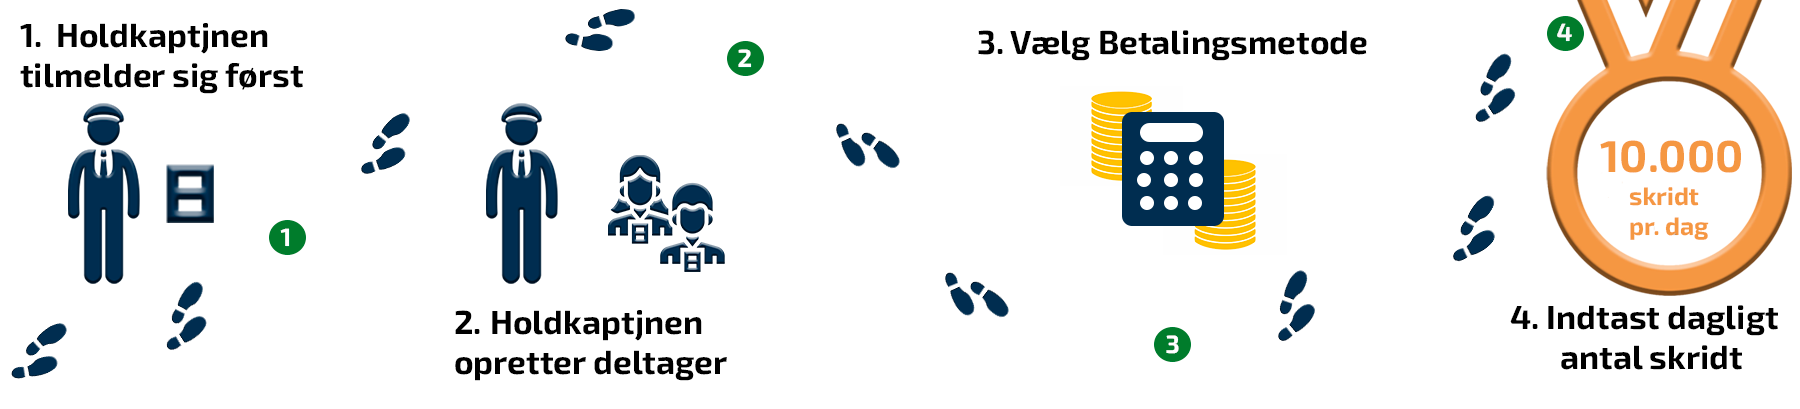 1. Holdkaptjnen
tilmelder sig først
1
2
2. Holdkaptjnen
opretter deltager
3. Vælg Betalingsmetode
3
4
10.000
skridt
pr. dag
4. Indtast dagligt
antal skridt